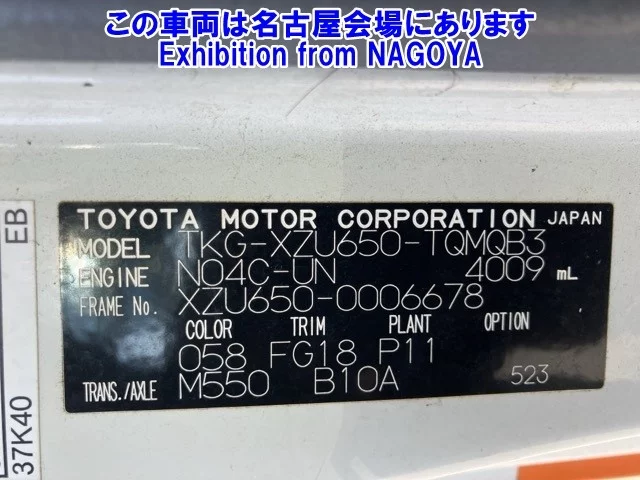 この車両は名古屋会場にあります
Exhibition from NAGOYA
EB
37K40
TOYOTA MOTOR CORPORATION JAPAN
MODEL TKG-XZU650-TQMQB3
ENGINE N04C-UN 4009 mL
FRAME No. XZU650-0006678
COLOR TRIM PLANT OPTION
058 FG18 P11
TRANS./AXLE M550 B10A 523